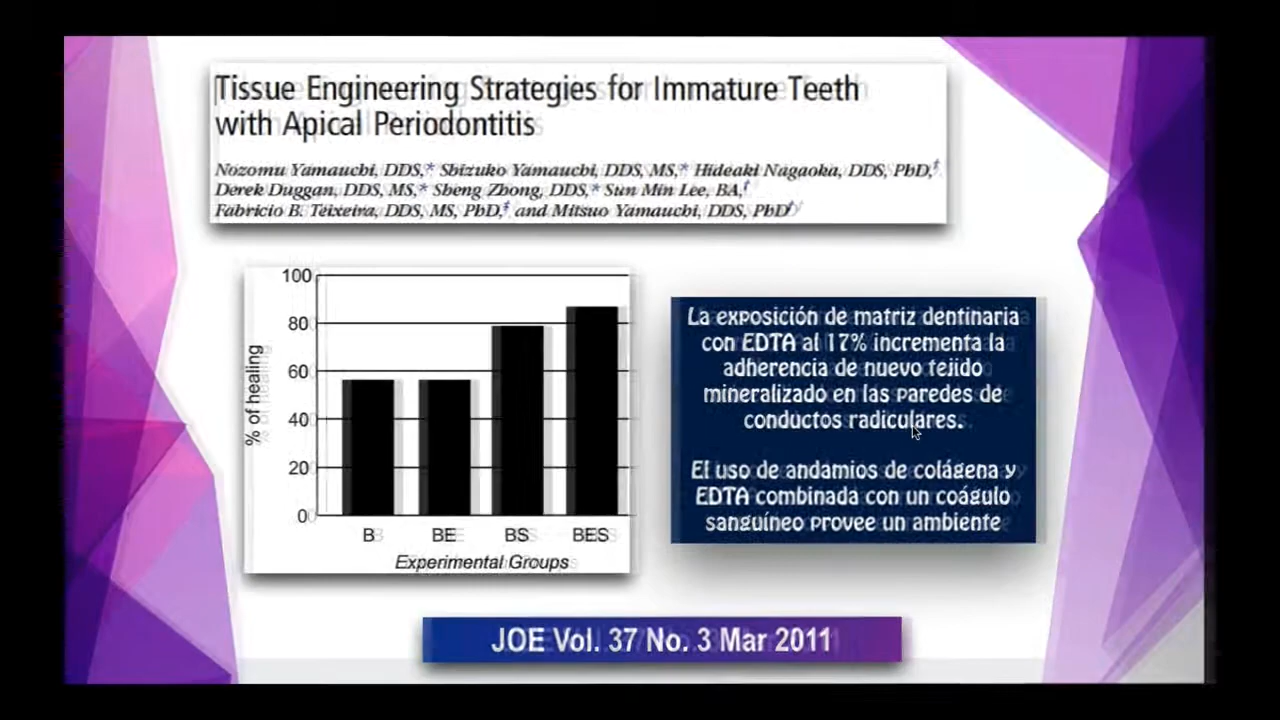 Tissue Engineering Strategies for Immature Teeth
with Apical Periodontitis
Nozomu Yamauchi, DDS,* Shizuko Yamauchi, DDS, MS,* Hideaki Nagaoka, DDS, PhD,‡
Derek Duggan, DDS, MS,* Sheng Zhong, DDS,* Sun Min Lee, BA,†
Fabricio B. Teixeira, DDS, MS, PhD,‡ and Mitsuo Yamauchi, DDS, PhD†
100
80
60
40
20
0
% of healing
B BE BS BES
Experimental Groups
La exposición de matriz dentinaria
con EDTA al 17% incrementa la
adherencia de nuevo tejido
mineralizado en las paredes de
conductos radiculares.
El uso de andamios de colágena y
EDTA combinada con un coágulo
sanguíneo provee un ambiente
JOE Vol. 37 No. 3 Mar 2011